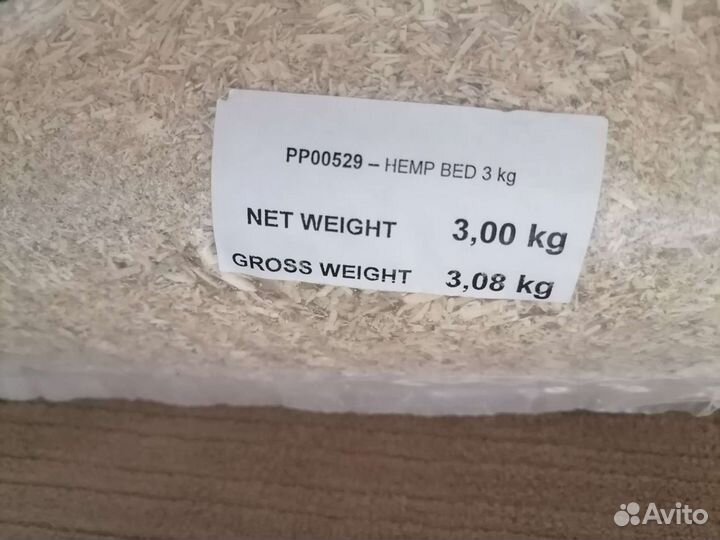 PP00529 – HEMP BED 3 kg
NET WEIGHT 3,00 kg
GROSS WEIGHT 3,08 kg
Avito